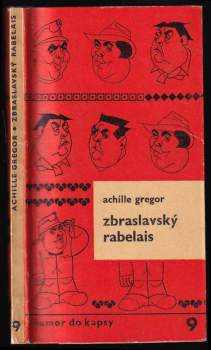 ACHILLE GREGOR • ZBRASLAVSKÝ RABELAIS
9
achille gregor
zbraslavský
rabelais
humor do kapsy
9